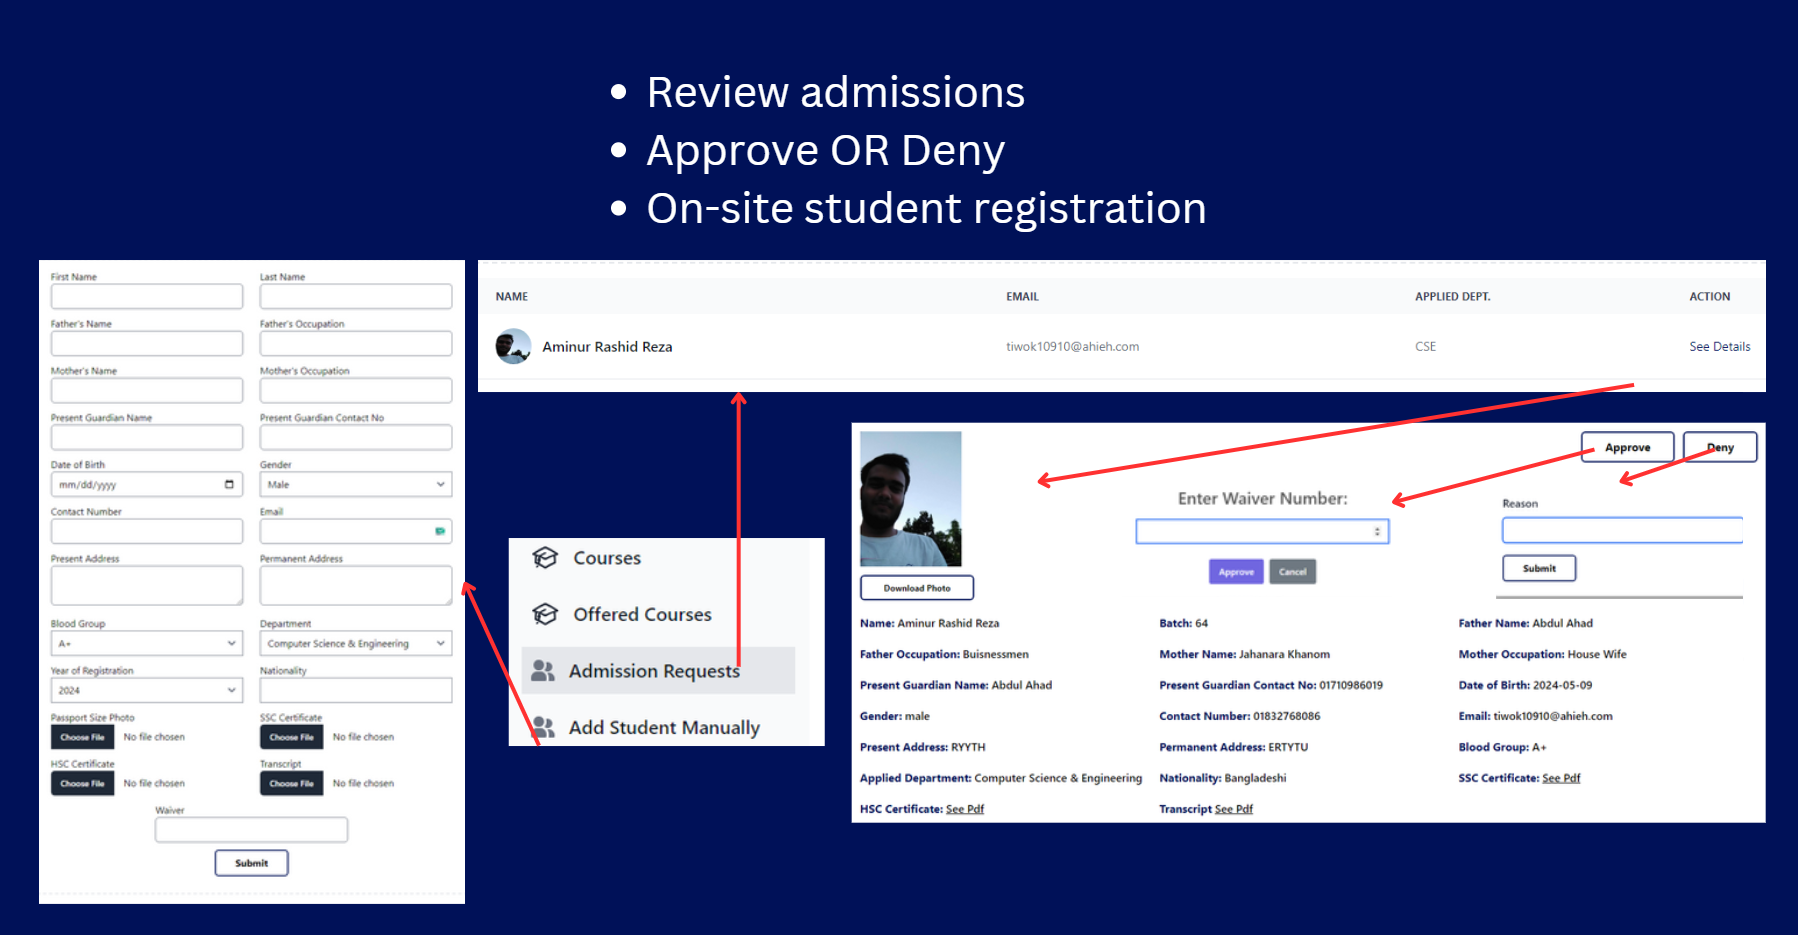 Review admissions
Approve OR Deny
On-site student registration
First Name Last Name
Father's Name Father's Occupation
Mother's Name Mother's Occupation
Present Guardian Name Present Guardian Contact No
Date of Birth Gender
mm/dd/yyyy Male
Contact Number Email
Present Address Permanent Address
Blood Group Department
A+ Computer Science & Engineering
Year of Registration Nationality
2024
Passport Size Photo SSC Certificate
Choose File No file chosen Choose File No file chosen
HSC Certificate Transcript
Choose File No file chosen Choose File No file chosen
Waiver
Submit
NAME EMAIL APPLIED DEPT. ACTION
Aminur Rashid Reza tiwok10910@ahieh.com CSE See Details
Courses
Offered Courses
Admission Requests
Add Student Manually
Approve Deny
Enter Waiver Number:
Approve Cancel
Reason
Submit
Download Photo
Name: Aminur Rashid Reza Batch: 64 Father Name: Abdul Ahad
Father Occupation: Buisnessmen Mother Name: Jahanara Khanom Mother Occupation: House Wife
Present Guardian Name: Abdul Ahad Present Guardian Contact No: 01710986019 Date of Birth: 2024-05-09
Gender: male Contact Number: 01832768086 Email: tiwok10910@ahieh.com
Present Address: RYYTH Permanent Address: ERTYTU Blood Group: A+
Applied Department: Computer Science & Engineering Nationality: Bangladeshi SSC Certificate: See Pdf
HSC Certificate: See Pdf Transcript See Pdf